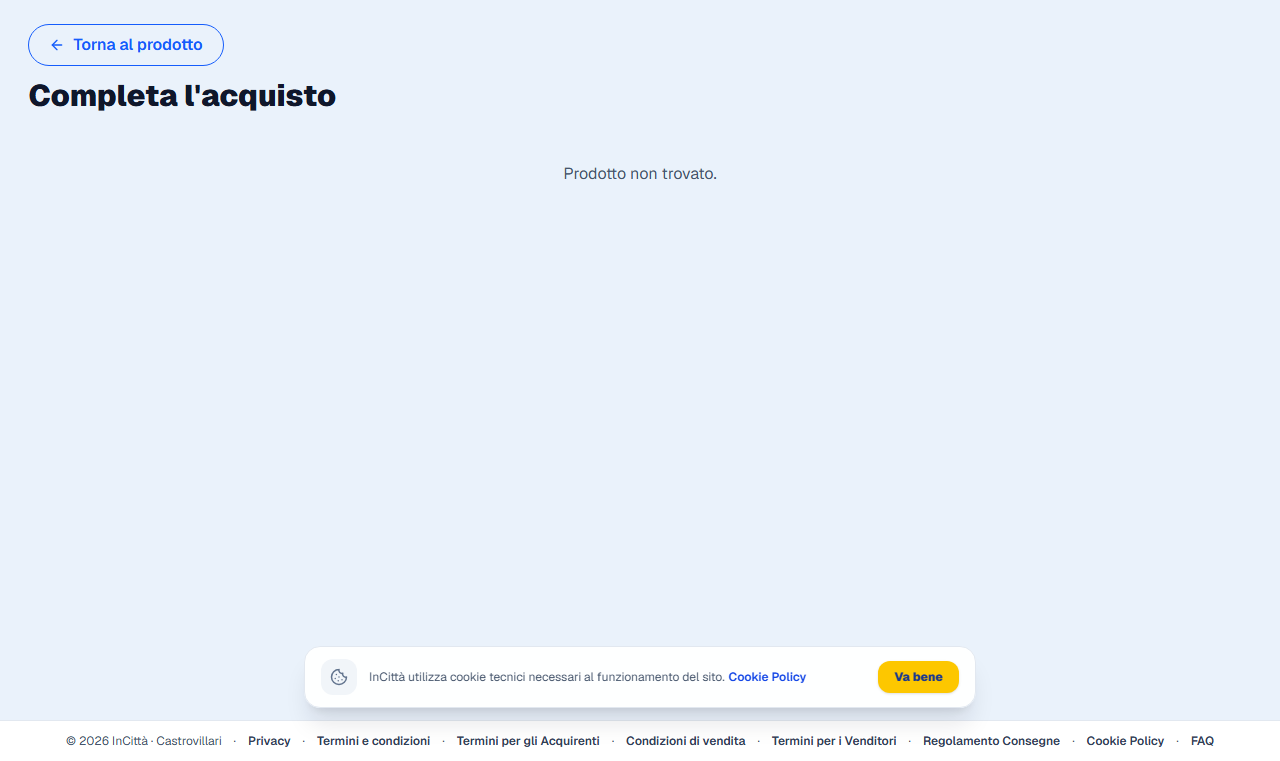 Torna al prodotto
Completa l'acquisto
Prodotto non trovato.
InCittà utilizza cookie tecnici necessari al funzionamento del sito. Cookie Policy
Va bene
© 2026 InCittà · Castrovillari · Privacy · Termini e condizioni · Termini per gli Acquirenti · Condizioni di vendita · Termini per i Venditori · Regolamento Consegne · Cookie Policy · FAQ